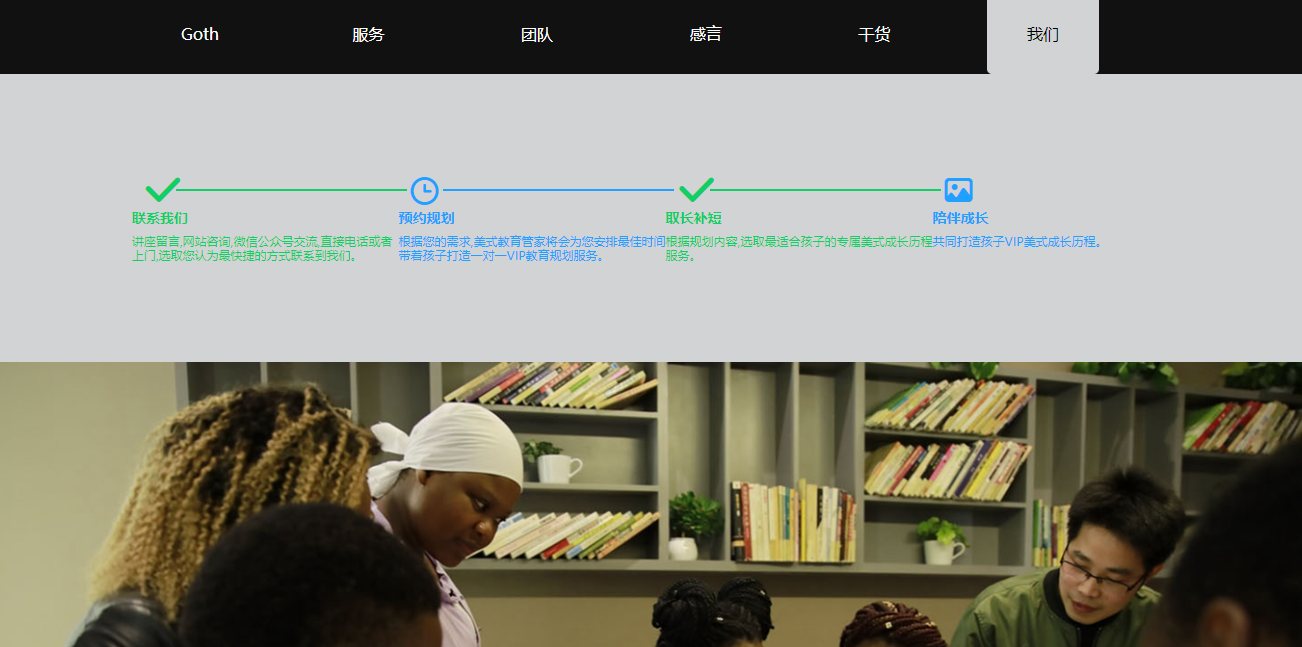 Goth 服务 团队 感言 干货 我们
联系我们
讲座留言,网站咨询,微信公众号交流,直接电话或者
上门,选取您认为最快捷的方式联系到我们。
预约规划
根据您的需求,美式教育管家将会为您安排最佳时间
带着孩子打造一对一VIP教育规划服务。
取长补短
根据规划内容,选取最适合孩子的专属美式成长历程
服务。
陪伴成长
共同打造孩子VIP美式成长历程。